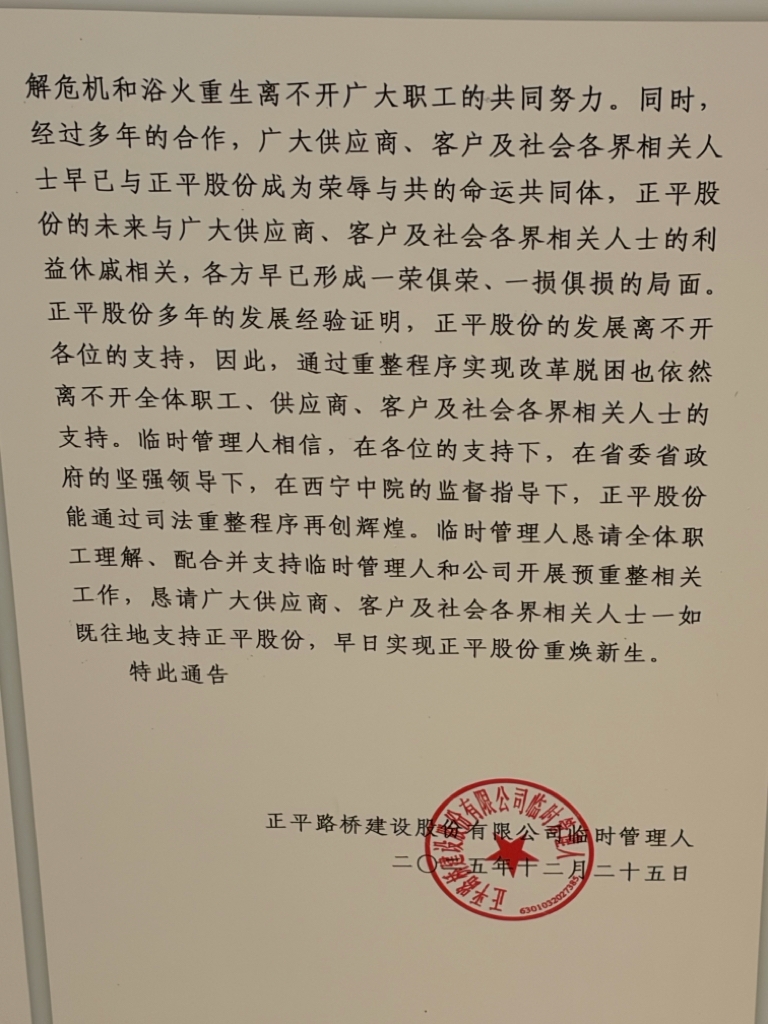 解危机和浴火重生离不开广大职工的共同努力。同时，
经过多年的合作，广大供应商、客户及社会各界相关人
士早已与正平股份成为荣辱与共的命运共同体，正平股
份的未来与广大供应商、客户及社会各界相关人士的利
益休戚相关，各方早已形成一荣俱荣、一损俱损的局面。
正平股份多年的发展经验证明，正平股份的发展离不开
各位的支持，因此，通过重整程序实现改革脱困也依然
离不开全体职工、供应商、客户及社会各界相关人士的
支持。临时管理人相信，在各位的支持下，在省委省政
府的坚强领导下，在西宁中院的监督指导下，正平股份
能通过司法重整程序再创辉煌。临时管理人恳请全体职
工理解、配合并支持临时管理人和公司开展预重整相关
工作，恳请广大供应商、客户及社会各界相关人士一如
既往地支持正平股份，早日实现正平股份重焕新生。
特此通告
正平路桥建设股份有限公司临时管理人
二〇二五年十二月二十五日
正平路桥建设股份有限公司临时管理人
6301032027385